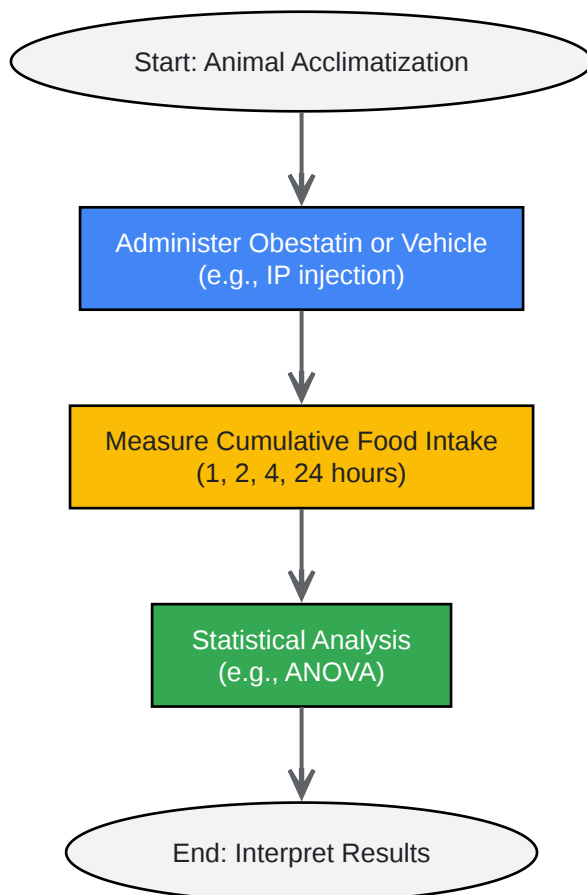 Start: Animal Acclimatization
Administer Obestatin or Vehicle
(e.g., IP injection)
Measure Cumulative Food Intake
(1, 2, 4, 24 hours)
Statistical Analysis
(e.g., ANOVA)
End: Interpret Results